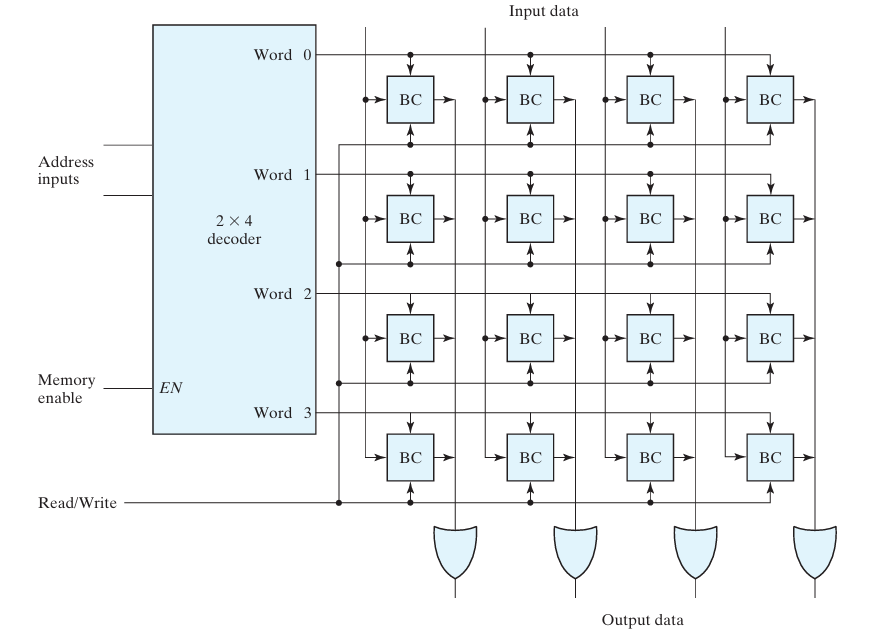 Input data
Word 0
BC BC BC BC
Address
inputs
Word 1
2 × 4
decoder
BC BC BC BC
Word 2
BC BC BC BC
Memory
enable
EN
Word 3
BC BC BC BC
Read/Write
Output data